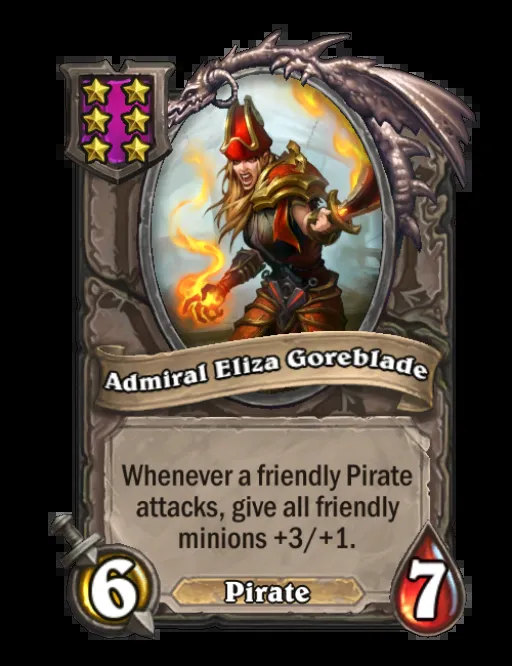 Admiral Eliza Goreblade
Whenever a friendly Pirate
attacks, give all friendly
minions +3/+1.
6
Pirate
7